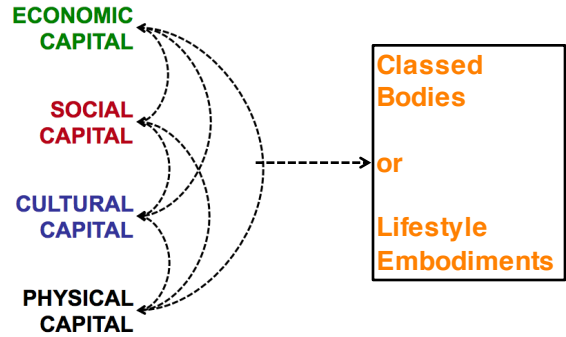 ECONOMIC
CAPITAL
SOCIAL
CAPITAL
CULTURAL
CAPITAL
PHYSICAL
CAPITAL
Classed
Bodies
or
Lifestyle
Embodiments